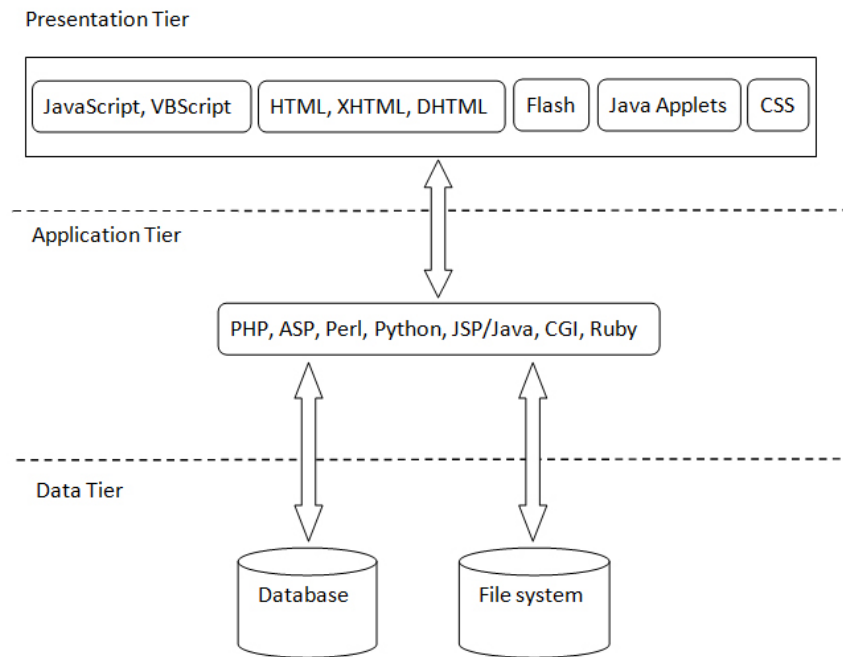 Presentation Tier
JavaScript, VBScript
HTML, XHTML, DHTML
Flash
Java Applets
CSS
Application Tier
PHP, ASP, Perl, Python, JSP/Java, CGI, Ruby
Data Tier
Database
File system